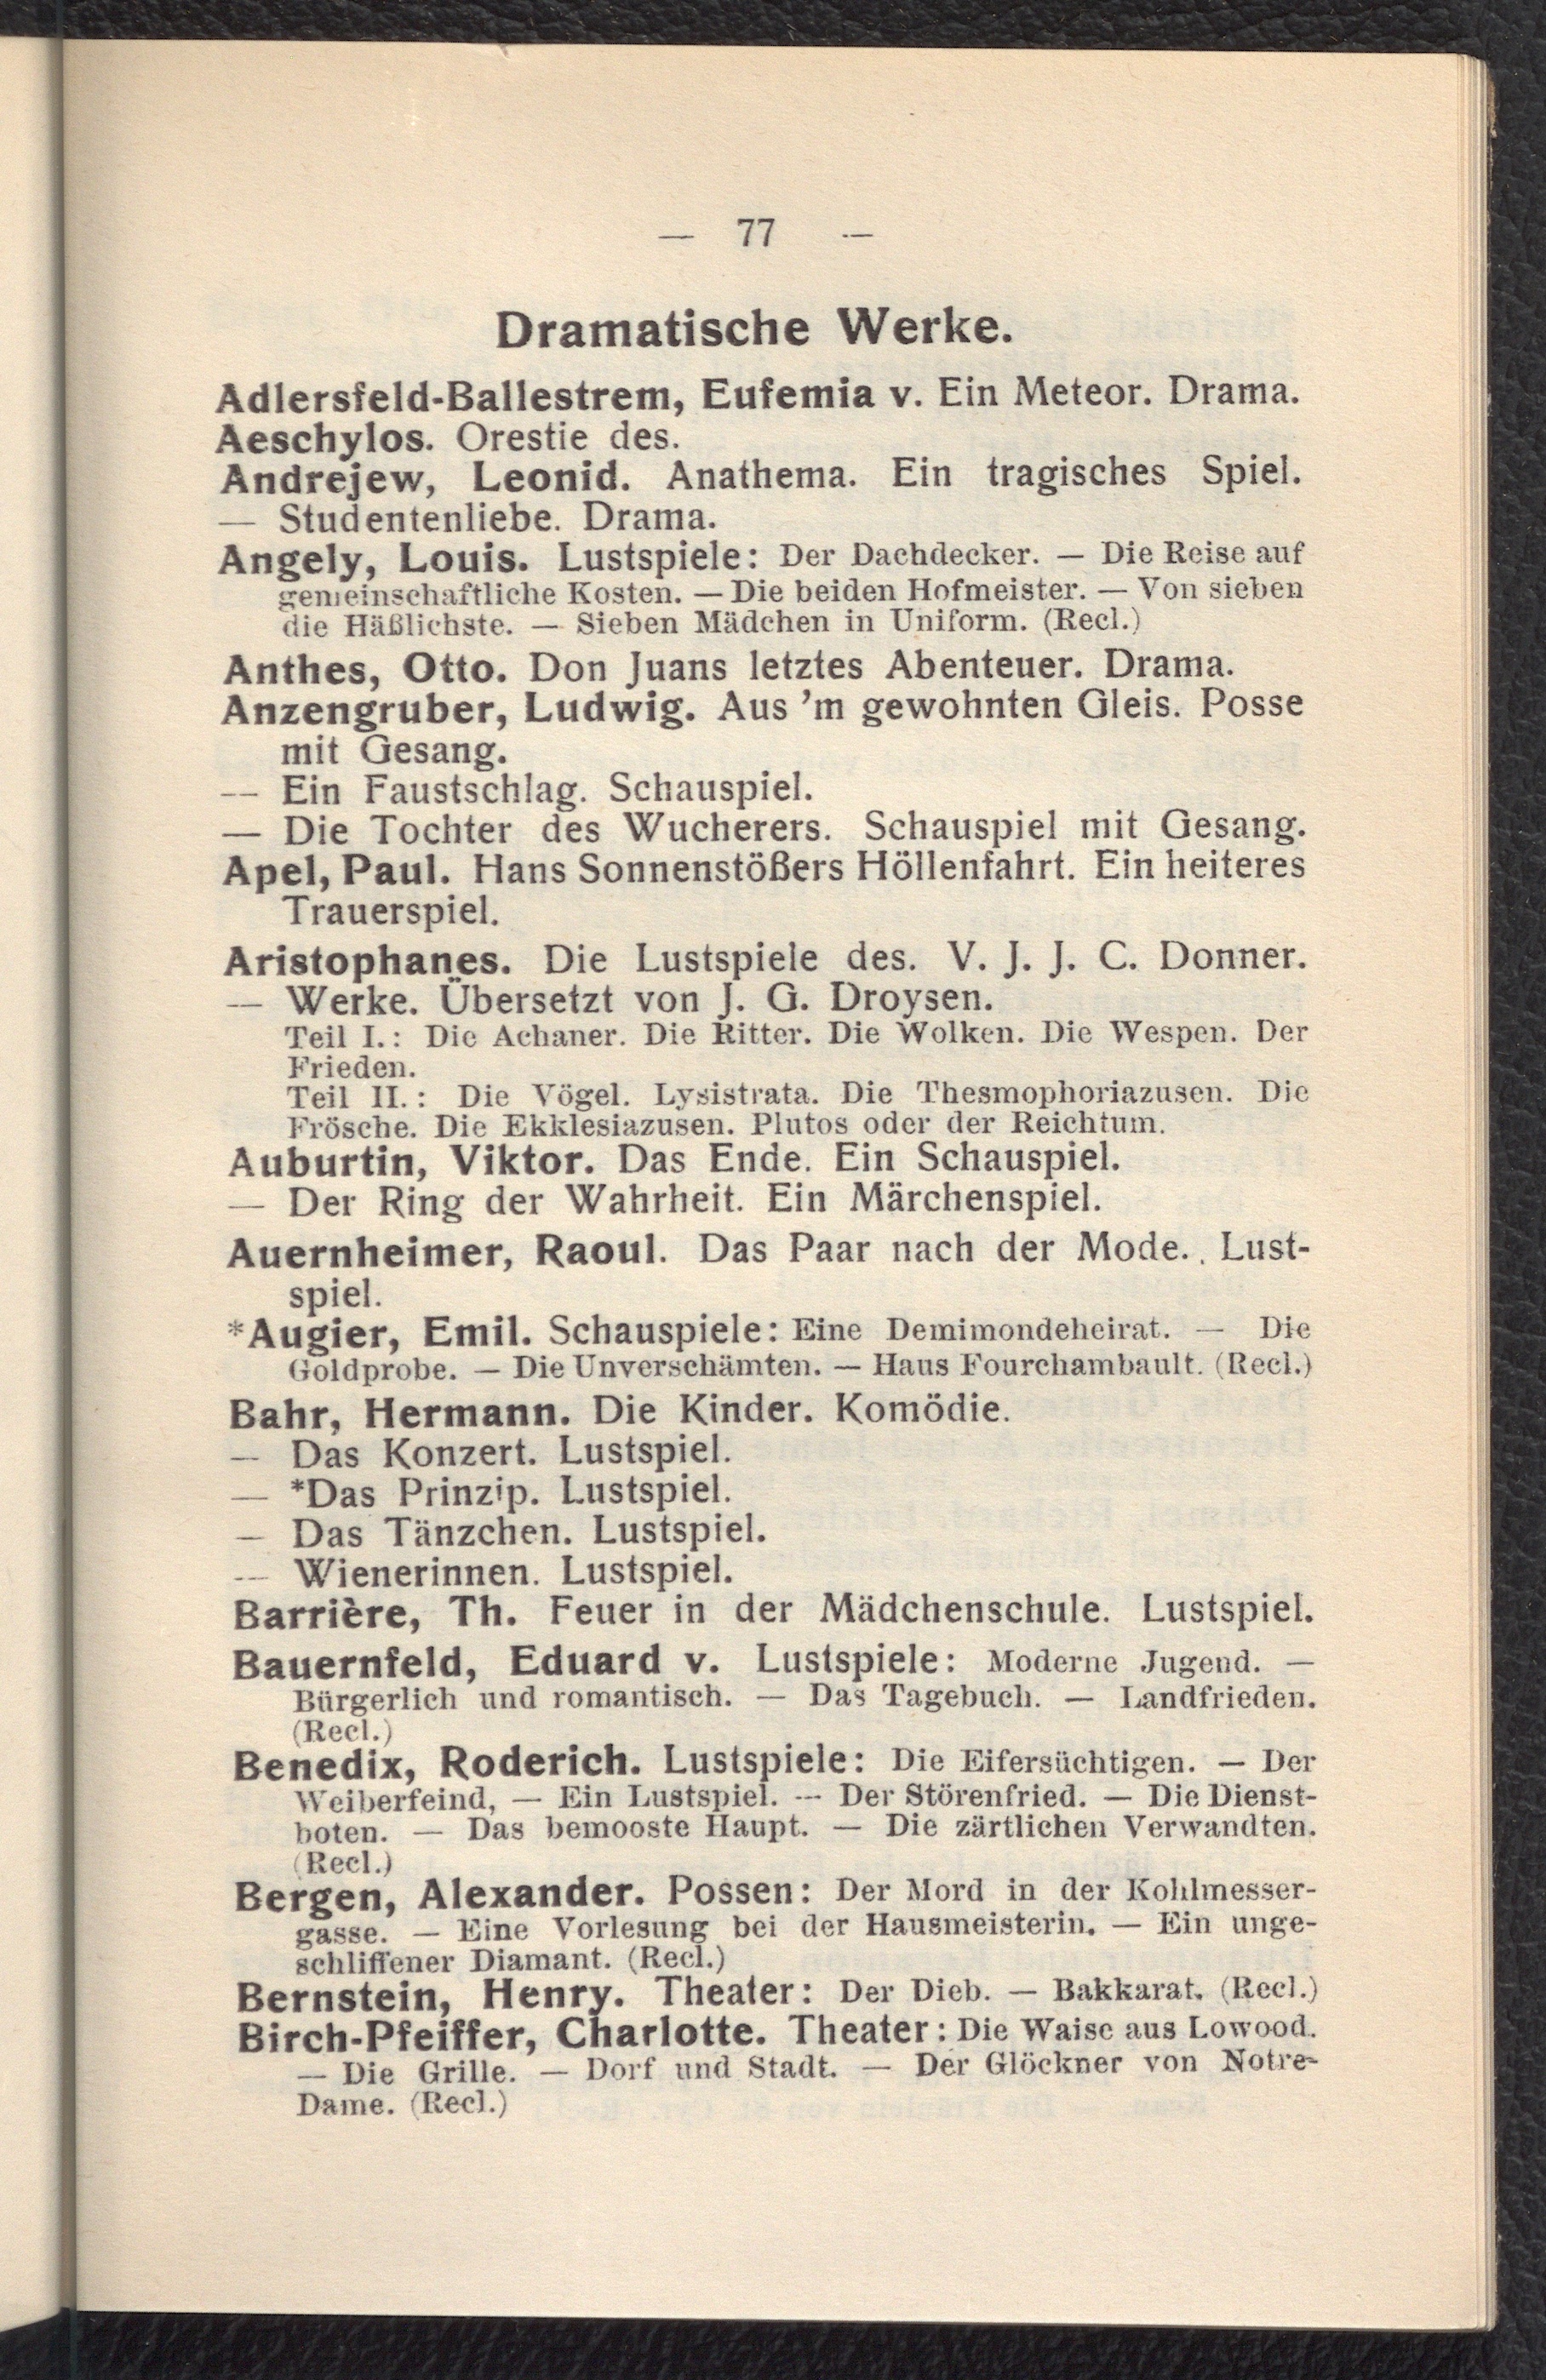 — 77 —
Dramatische Werke.
Adlersfeld-Ballestrem, Eufemia v. Ein Meteor. Drama.
Aeschylos. Orestie des.
Andrejew, Leonid. Anathema. Ein tragisches Spiel.
— Studentenliebe. Drama.
Angely, Louis. Lustspiele: Der Dachdecker. — Die Reise auf
gemeinschaftliche Kosten. — Die beiden Hofmeister. — Von sieben
die Häßlichste. — Sieben Mädchen in Uniform. (Recl.)
Anthes, Otto. Don Juans letztes Abenteuer. Drama.
Anzengruber, Ludwig. Aus 'm gewohnten Gleis. Posse
mit Gesang.
— Ein Faustschlag. Schauspiel.
— Die Tochter des Wucherers. Schauspiel mit Gesang.
Apel, Paul. Hans Sonnenstößers Höllenfahrt. Ein heiteres
Trauerspiel.
Aristophanes. Die Lustspiele des. V. J. J. C. Donner.
— Werke. Übersetzt von J. G. Droysen.
Teil I.: Die Achaner. Die Ritter. Die Wolken. Die Wespen. Der
Frieden.
Teil II.: Die Vögel. Lysistrata. Die Thesmophoriazusen. Die
Frösche. Die Ekklesiazusen. Plutos oder der Reichtum.
Auburtin, Viktor. Das Ende. Ein Schauspiel.
— Der Ring der Wahrheit. Ein Märchenspiel.
Auernheimer, Raoul. Das Paar nach der Mode. Lust-
spiel.
*Augier, Emil. Schauspiele: Eine Demimondeheirat. — Die
Goldprobe. — Die Unverschämten. — Haus Fourchambault. (Recl.)
Bahr, Hermann. Die Kinder. Komödie.
— Das Konzert. Lustspiel.
— *Das Prinzip. Lustspiel.
— Das Tänzchen. Lustspiel.
— Wienerinnen. Lustspiel.
Barrière, Th. Feuer in der Mädchenschule. Lustspiel.
Bauernfeld, Eduard v. Lustspiele: Moderne Jugend. —
Bürgerlich und romantisch. — Das Tagebuch. — Landfrieden.
(Recl.)
Benedix, Roderich. Lustspiele: Die Eifersüchtigen. — Der
Weiberfeind, — Ein Lustspiel. — Der Störenfried. — Die Dienst-
boten. — Das bemooste Haupt. — Die zärtlichen Verwandten.
(Recl.)
Bergen, Alexander. Possen: Der Mord in der Kohlmesser-
gasse. — Eine Vorlesung bei der Hausmeisterin. — Ein unge-
schliffener Diamant. (Recl.)
Bernstein, Henry. Theater: Der Dieb. — Bakkarat. (Recl.)
Birch-Pfeiffer, Charlotte. Theater: Die Waise aus Lowood.
— Die Grille. — Dorf und Stadt. — Der Glöckner von Notre-
Dame. (Recl.)